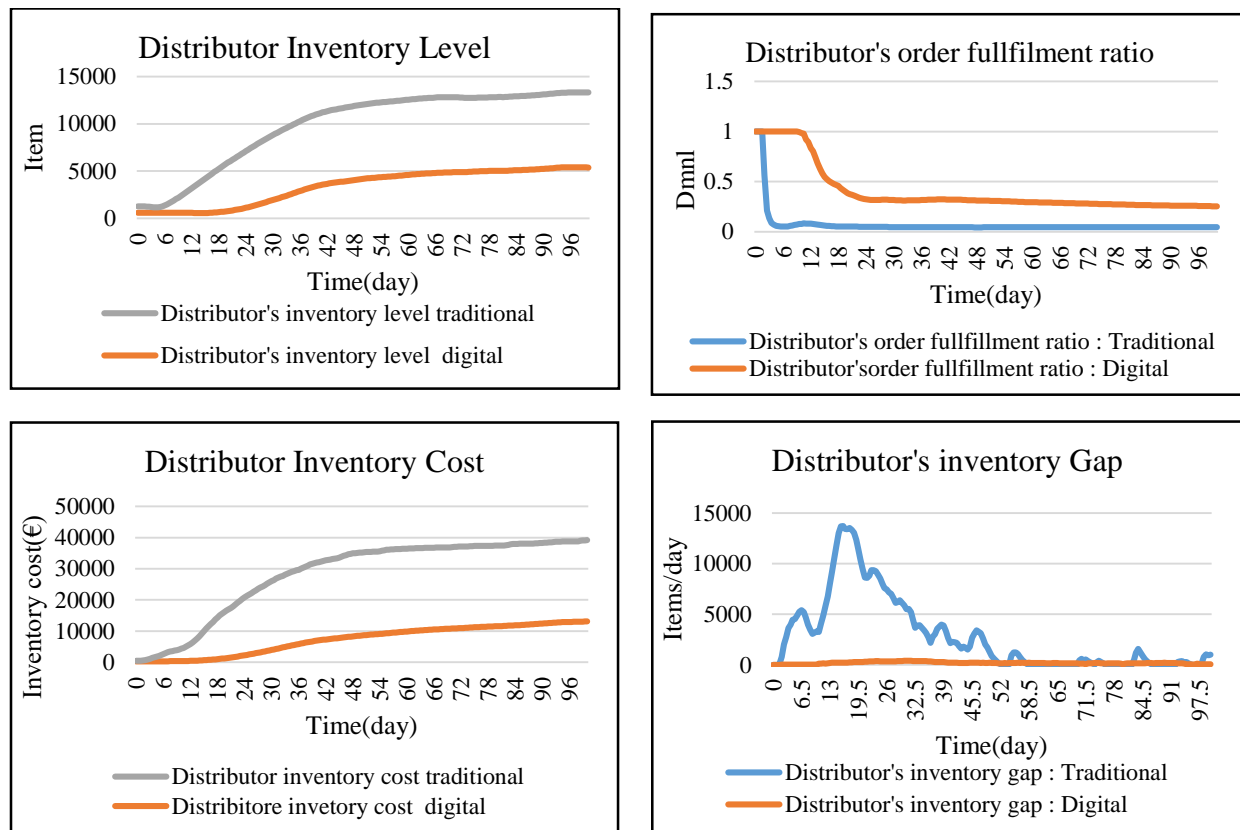 Distributor Inventory Level
15000
10000
5000
0
Item
0 6 12 18 24 30 36 42 48 54 60 66 72 78 84 90 96
Time(day)
Distributor's inventory level traditional
Distributor's inventory level digital
Distributor's order fullfilment ratio
1.5
1
0.5
0
Dmnl
0 6 12 18 24 30 36 42 48 54 60 66 72 78 84 90 96
Time(day)
Distributor's order fullfillment ratio : Traditional
Distributor'sorder fullfillment ratio : Digital
Distributor Inventory Cost
50000
40000
30000
20000
10000
0
Inventory cost(€)
0 6 12 18 24 30 36 42 48 54 60 66 72 78 84 90 96
Time(day)
Distributor inventory cost traditional
Distribitore invetory cost digital
Distributor's inventory Gap
15000
10000
5000
0
Items/day
0 6.5 13 19.5 26 32.5 39 45.5 52 58.5 65 71.5 78 84.5 91 97.5
Time(day)
Distributor's inventory gap : Traditional
Distributor's inventory gap : Digital